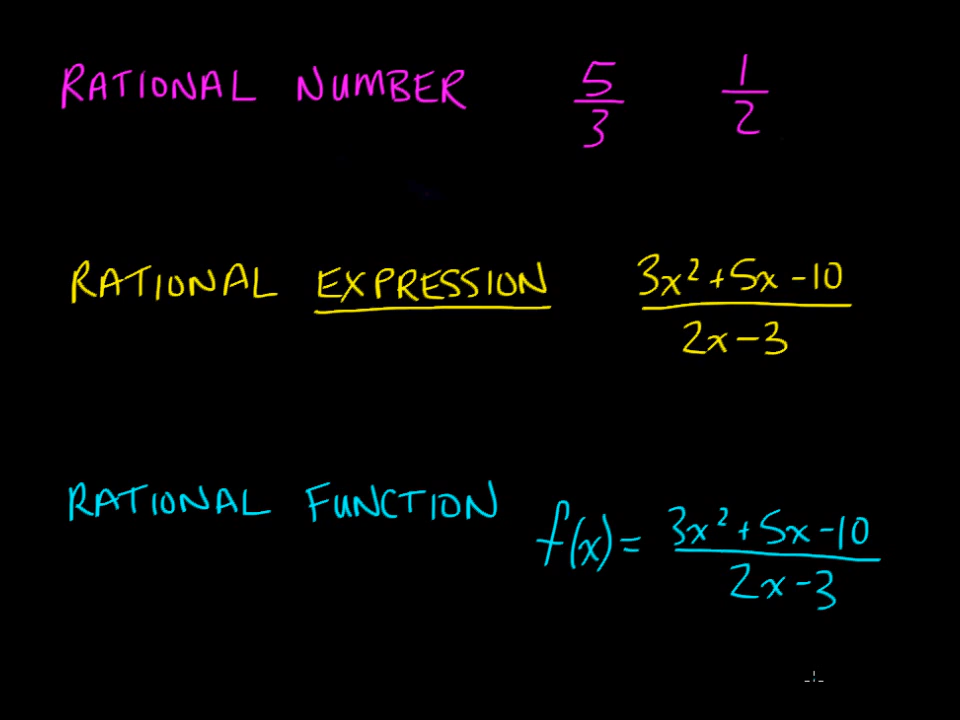 RATIONAL NUMBER 5/3 1/2
RATIONAL EXPRESSION 3x²+5x-10 / 2x-3
RATIONAL FUNCTION f(x) = 3x²+5x-10 / 2x-3